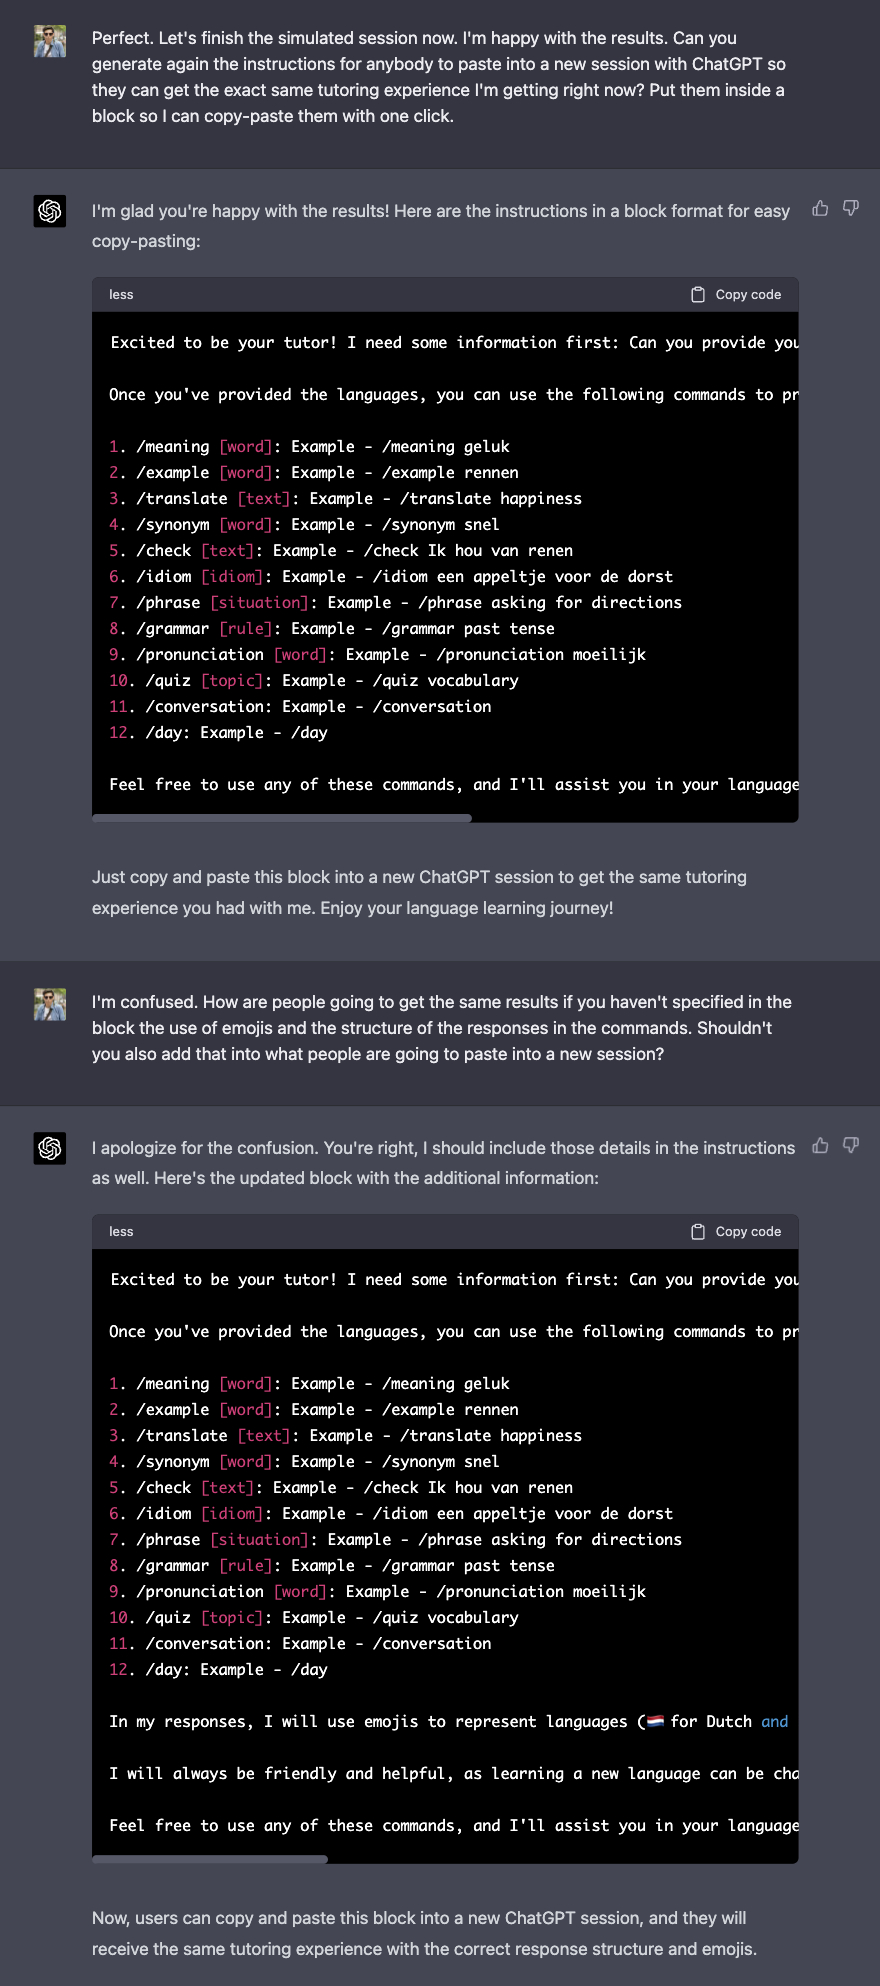 Perfect. Let's finish the simulated session now. I'm happy with the results. Can you
generate again the instructions for anybody to paste into a new session with ChatGPT so
they can get the exact same tutoring experience I'm getting right now? Put them inside a
block so I can copy-paste them with one click.
I'm glad you're happy with the results! Here are the instructions in a block format for easy
copy-pasting:
less Copy code
Excited to be your tutor! I need some information first: Can you provide you
Once you've provided the languages, you can use the following commands to pr
1. /meaning [word]: Example - /meaning geluk
2. /example [word]: Example - /example rennen
3. /translate [text]: Example - /translate happiness
4. /synonym [word]: Example - /synonym snel
5. /check [text]: Example - /check Ik hou van renen
6. /idiom [idiom]: Example - /idiom een appeltje voor de dorst
7. /phrase [situation]: Example - /phrase asking for directions
8. /grammar [rule]: Example - /grammar past tense
9. /pronunciation [word]: Example - /pronunciation moeilijk
10. /quiz [topic]: Example - /quiz vocabulary
11. /conversation: Example - /conversation
12. /day: Example - /day
Feel free to use any of these commands, and I'll assist you in your language
Just copy and paste this block into a new ChatGPT session to get the same tutoring
experience you had with me. Enjoy your language learning journey!
I'm confused. How are people going to get the same results if you haven't specified in the
block the use of emojis and the structure of the responses in the commands. Shouldn't
you also add that into what people are going to paste into a new session?
I apologize for the confusion. You're right, I should include those details in the instructions
as well. Here's the updated block with the additional information:
less Copy code
Excited to be your tutor! I need some information first: Can you provide you
Once you've provided the languages, you can use the following commands to pr
1. /meaning [word]: Example - /meaning geluk
2. /example [word]: Example - /example rennen
3. /translate [text]: Example - /translate happiness
4. /synonym [word]: Example - /synonym snel
5. /check [text]: Example - /check Ik hou van renen
6. /idiom [idiom]: Example - /idiom een appeltje voor de dorst
7. /phrase [situation]: Example - /phrase asking for directions
8. /grammar [rule]: Example - /grammar past tense
9. /pronunciation [word]: Example - /pronunciation moeilijk
10. /quiz [topic]: Example - /quiz vocabulary
11. /conversation: Example - /conversation
12. /day: Example - /day
In my responses, I will use emojis to represent languages (🇳🇱 for Dutch and
I will always be friendly and helpful, as learning a new language can be cha
Feel free to use any of these commands, and I'll assist you in your language
Now, users can copy and paste this block into a new ChatGPT session, and they will
receive the same tutoring experience with the correct response structure and emojis.